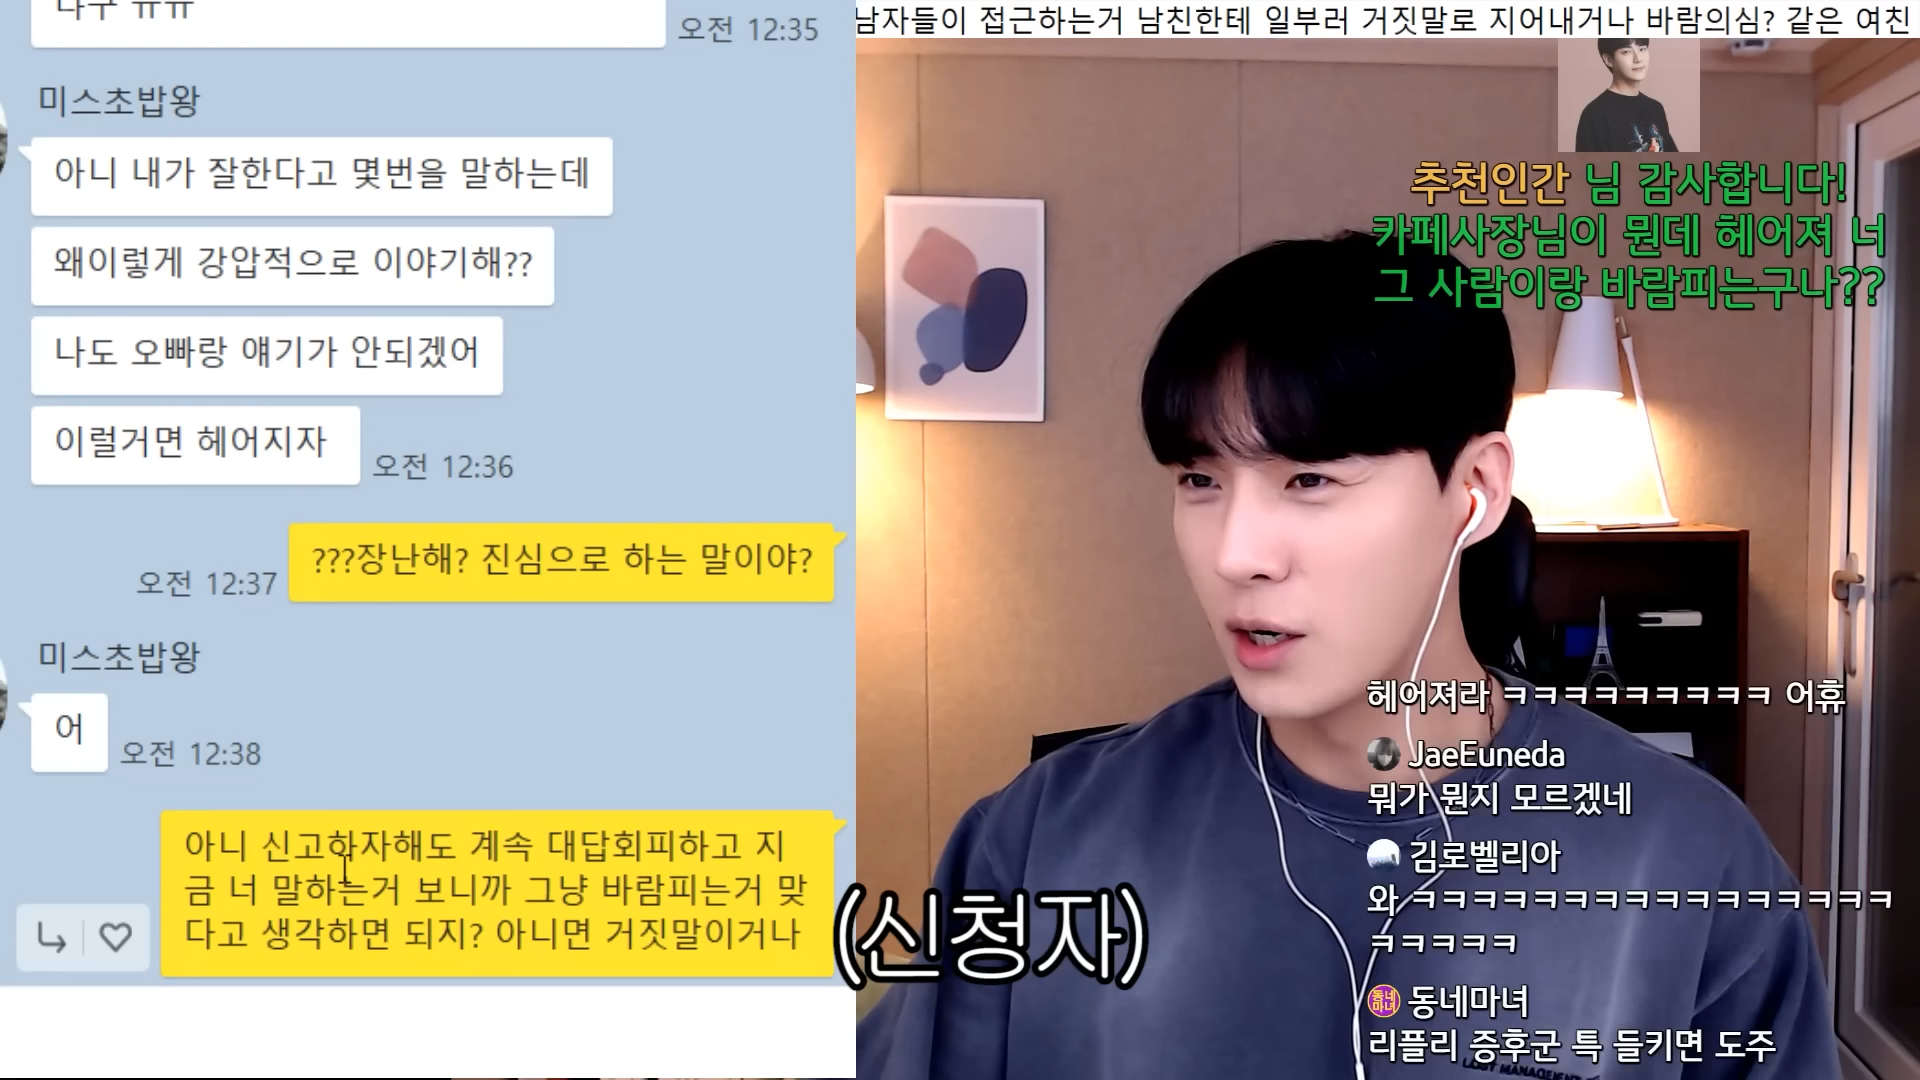 오전 12:35
미스초밥왕
아니 내가 잘한다고 몇번을 말하는데
왜이렇게 강압적으로 이야기해??
나도 오빠랑 얘기가 안되겠어
이럴거면 헤어지자
오전 12:36
???장난해? 진심으로 하는 말이야?
오전 12:37
미스초밥왕
어
오전 12:38
아니 신고하자해도 계속 대답회피하고 지
금 너 말하는거 보니까 그냥 바람피는거 맞
다고 생각하면 되지? 아니면 거짓말이거나
(신청자)
남자들이 접근하는거 남친한테 일부러 거짓말로 지어내거나 바람의심? 같은 여친
추천인간 님 감사합니다!
카페사장님이 뭔데 헤어져 너
그 사람이랑 바람피는구나??
헤어져라 ㅋㅋㅋㅋㅋㅋㅋㅋㅋ 어휴
JaeEuneda
뭐가 뭔지 모르겠네
김로벨리아
와 ㅋㅋㅋㅋㅋㅋㅋㅋㅋㅋㅋㅋㅋㅋㅋㅋ
ㅋㅋㅋㅋㅋ
동네
마녀
동네마녀
리플리 증후군 특 들키면 도주